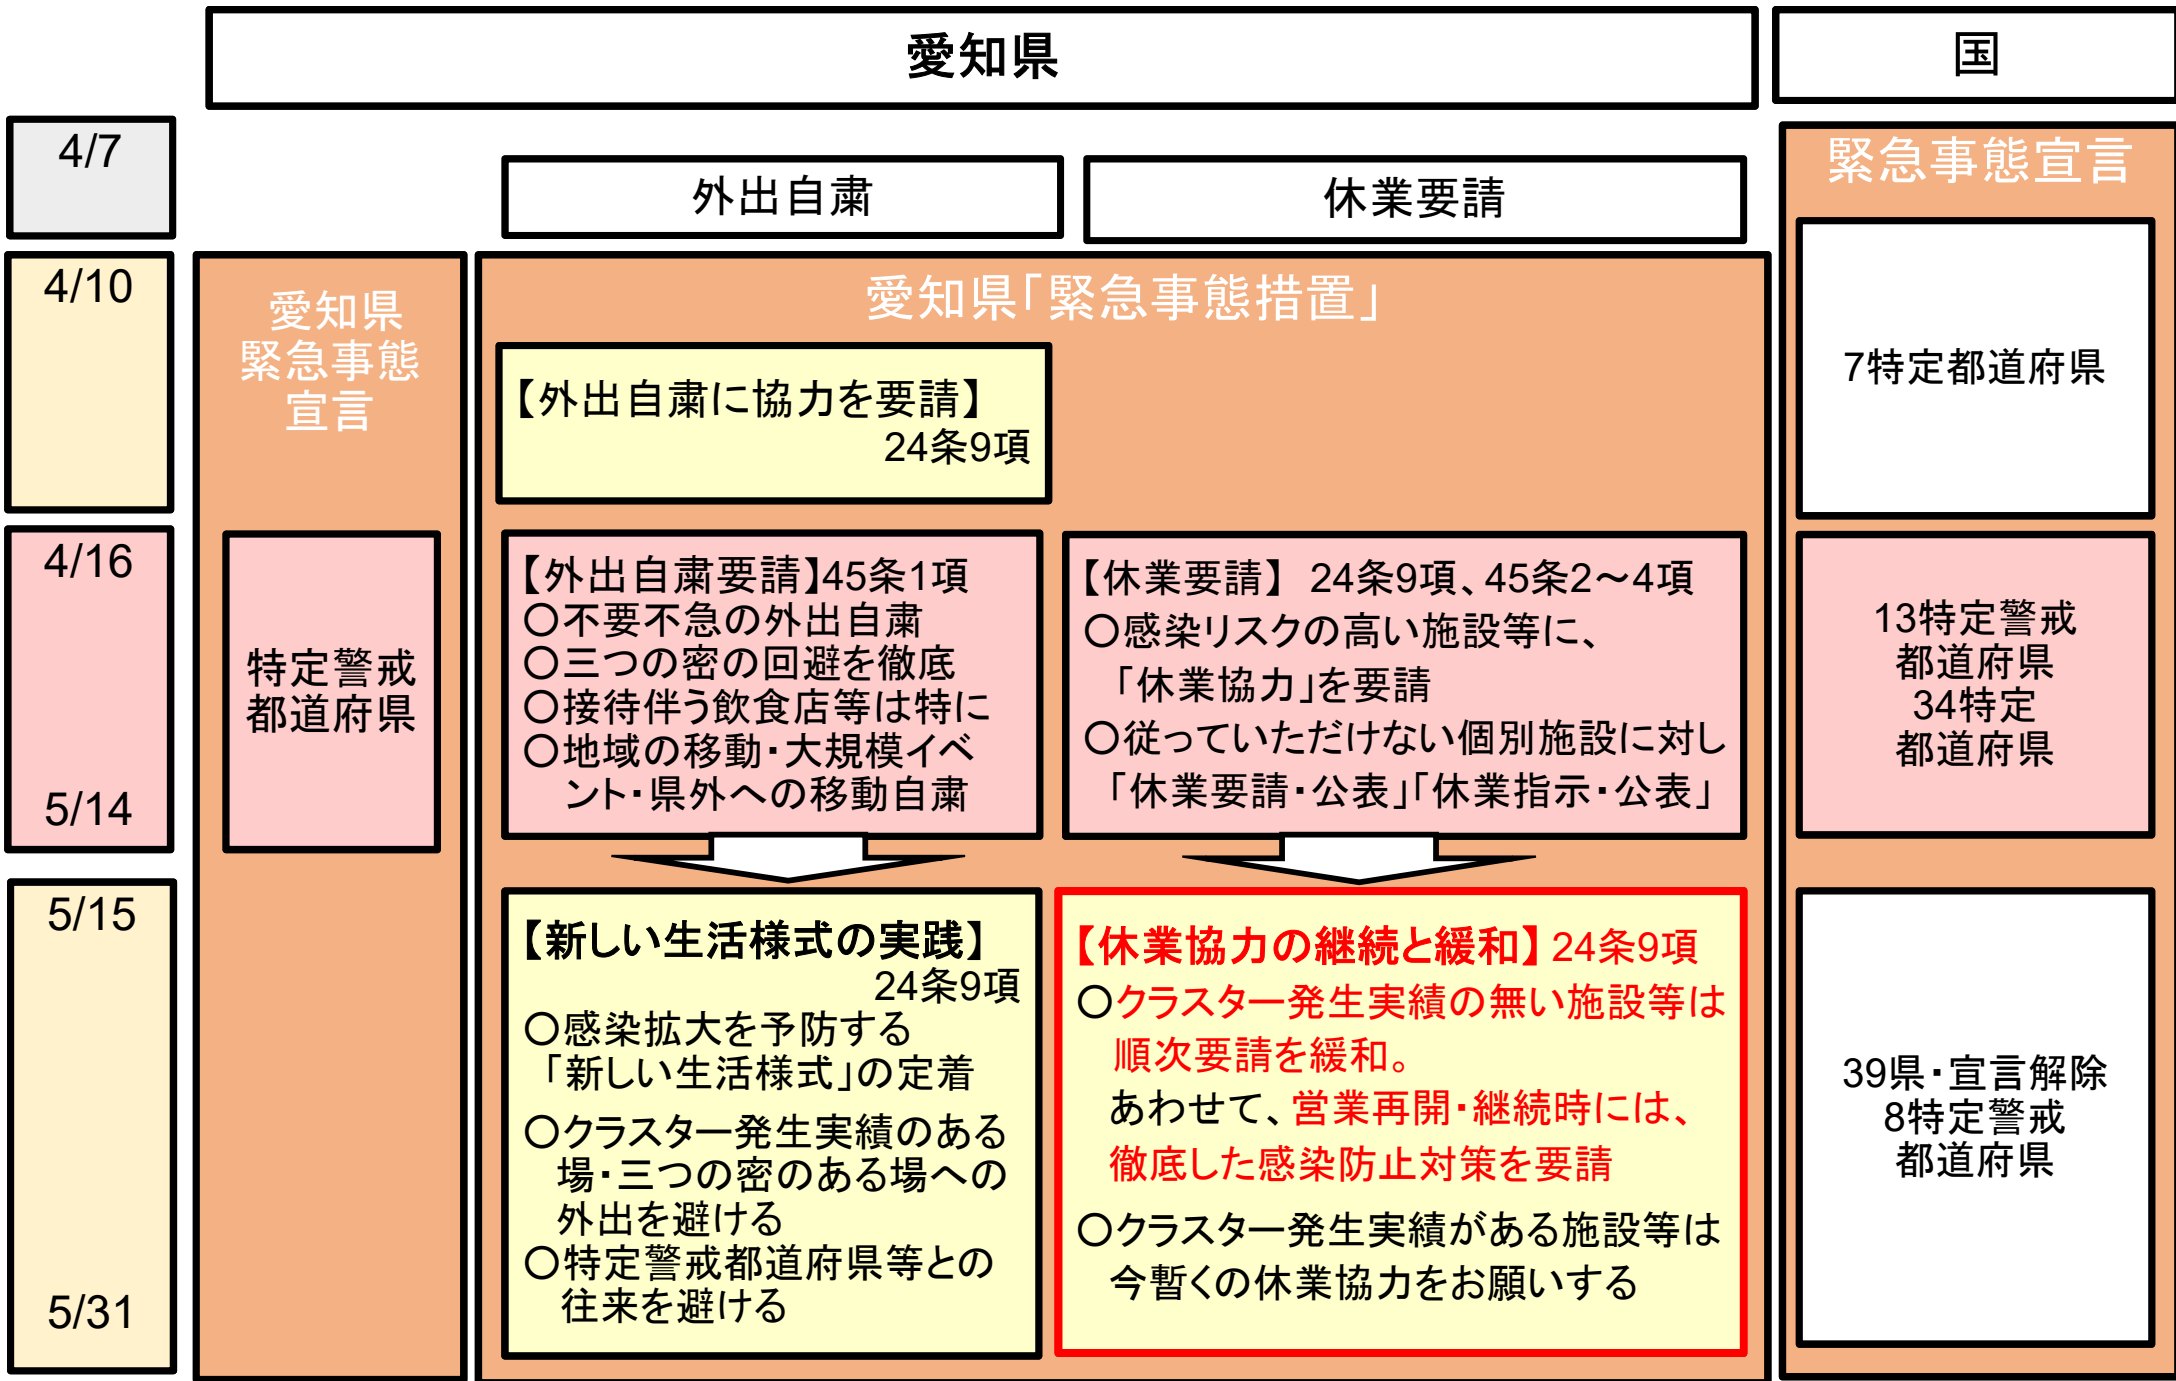 愛知県
国
4/7
外出自粛
休業要請
緊急事態宣言
7特定都道府県
4/10
愛知県
緊急事態
宣言
愛知県「緊急事態措置」
【外出自粛に協力を要請】
24条9項
4/16
5/14
特定警戒
都道府県
【外出自粛要請】45条1項
〇不要不急の外出自粛
〇三つの密の回避を徹底
〇接待伴う飲食店等は特に
〇地域の移動・大規模イベ
ント・県外への移動自粛
【休業要請】 24条9項、45条2～4項
〇感染リスクの高い施設等に、
「休業協力」を要請
〇従っていただけない個別施設に対し
「休業要請・公表」「休業指示・公表」
13特定警戒
都道府県
34特定
都道府県
5/15
5/31
【新しい生活様式の実践】
24条9項
〇感染拡大を予防する
「新しい生活様式」の定着
〇クラスター発生実績のある
場・三つの密のある場への
外出を避ける
〇特定警戒都道府県等との
往来を避ける
【休業協力の継続と緩和】24条9項
〇クラスター発生実績の無い施設等は
順次要請を緩和。
あわせて、営業再開・継続時には、
徹底した感染防止対策を要請
〇クラスター発生実績がある施設等は
今暫くの休業協力をお願いする
39県・宣言解除
8特定警戒
都道府県